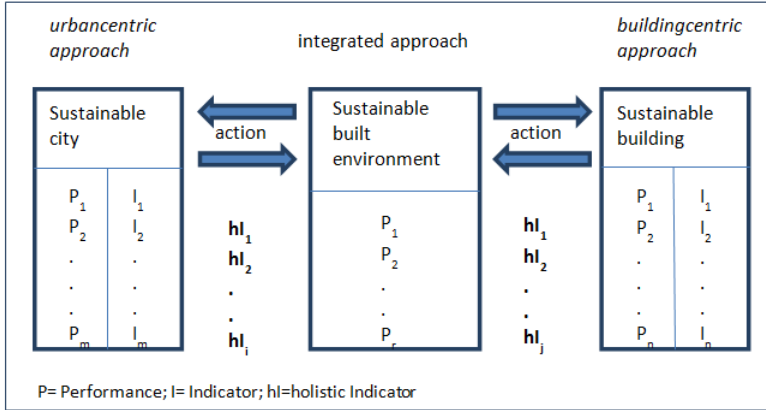 urbancentric
approach
integrated approach
buildingcentric
approach
Sustainable
city
action
Sustainable
built
environment
action
Sustainable
building
P1 I1
P2 I2
. .
. .
. .
Pm Im
hI1
hI2
.
.
hIi
P1
P2
.
.
.
Pr
hI1
hI2
.
.
hIj
P1 I1
P2 I2
. .
. .
. .
Pn In
P= Performance; I= Indicator; hI=holistic Indicator